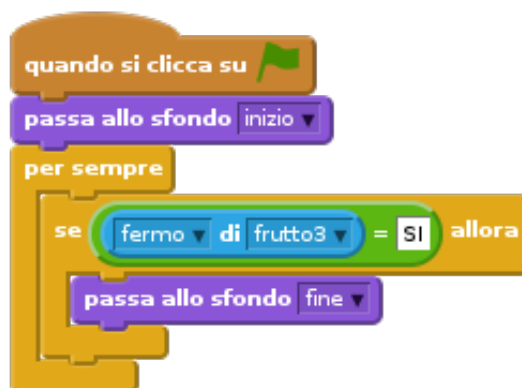 quando si clicca su
passa allo sfondo inizio
per sempre
se fermo di frutto3 = SI allora
passa allo sfondo fine